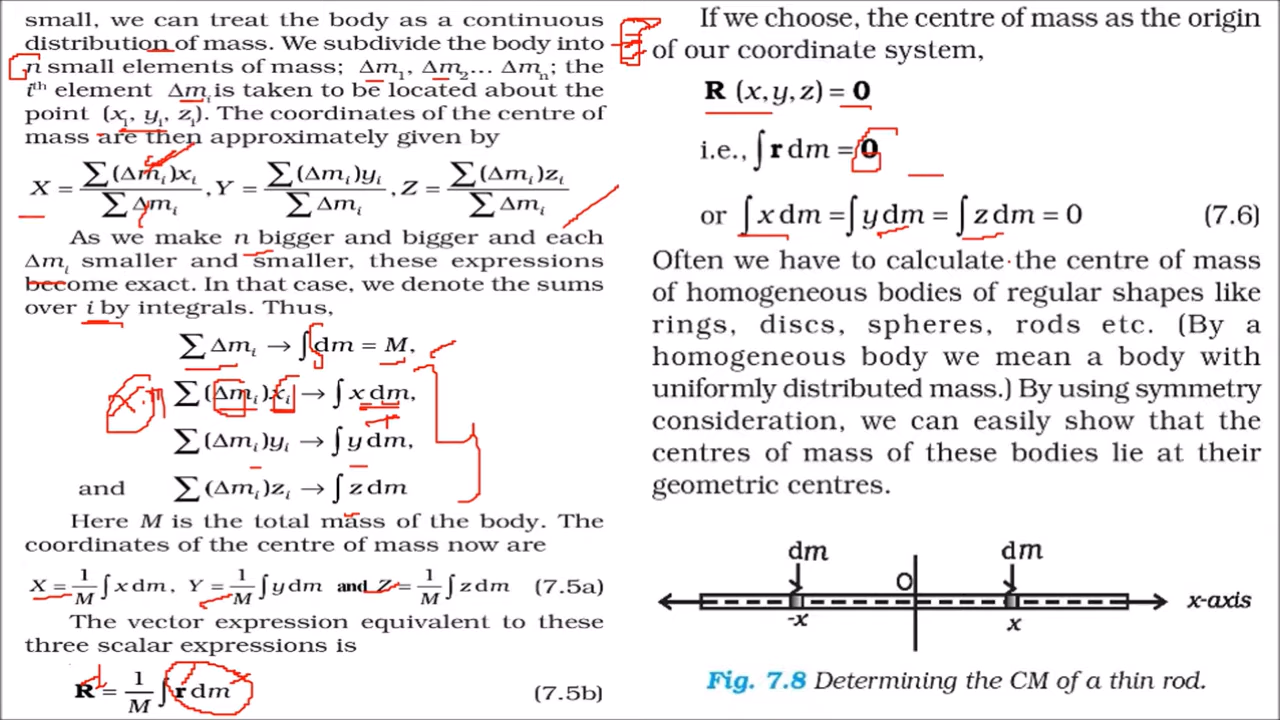 small, we can treat the body as a continuous
distribution of mass. We subdivide the body into
n small elements of mass; Δm₁, Δm₂... Δmₙ; the
iᵗʰ element Δmᵢ is taken to be located about the
point (xᵢ, yᵢ, zᵢ). The coordinates of the centre of
mass are then approximately given by
X = ∑(Δmᵢ)xᵢ / ∑Δmᵢ , Y = ∑(Δmᵢ)yᵢ / ∑Δmᵢ , Z = ∑(Δmᵢ)zᵢ / ∑Δmᵢ
As we make n bigger and bigger and each
Δmᵢ smaller and smaller, these expressions
become exact. In that case, we denote the sums
over i by integrals. Thus,
∑ Δmᵢ → ∫ dm = M,
∑ (Δmᵢ)xᵢ → ∫ x dm,
∑ (Δmᵢ)yᵢ → ∫ y dm,
and ∑ (Δmᵢ)zᵢ → ∫ z dm
Here M is the total mass of the body. The
coordinates of the centre of mass now are
X = 1/M ∫ x dm, Y = 1/M ∫ y dm and Z = 1/M ∫ z dm (7.5a)
The vector expression equivalent to these
three scalar expressions is
R = 1/M ∫ r dm (7.5b)
If we choose, the centre of mass as the origin
of our coordinate system,
R (x, y, z) = 0
i.e., ∫ r dm = 0
or ∫ x dm = ∫ y dm = ∫ z dm = 0 (7.6)
Often we have to calculate the centre of mass
of homogeneous bodies of regular shapes like
rings, discs, spheres, rods etc. (By a
homogeneous body we mean a body with
uniformly distributed mass.) By using symmetry
consideration, we can easily show that the
centres of mass of these bodies lie at their
geometric centres.
dm dm
O
x-axis
-x x
Fig. 7.8 Determining the CM of a thin rod.